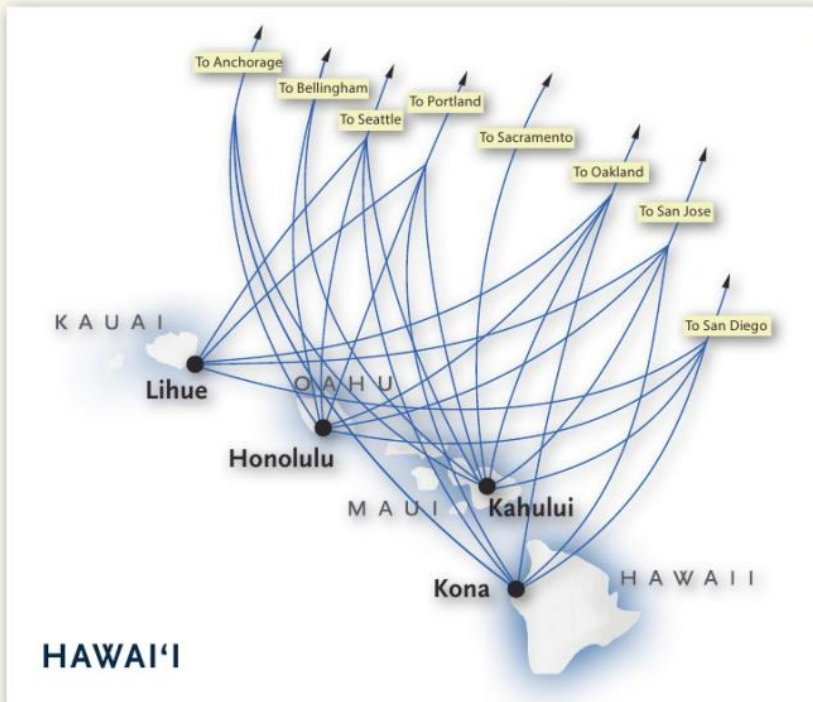 To Anchorage
To Bellingham
To Seattle
To Portland
To Sacramento
To Oakland
To San Jose
To San Diego
KAUAI
Lihue
OAHU
Honolulu
MAUI
Kahului
Kona
HAWAII
HAWAI‘I